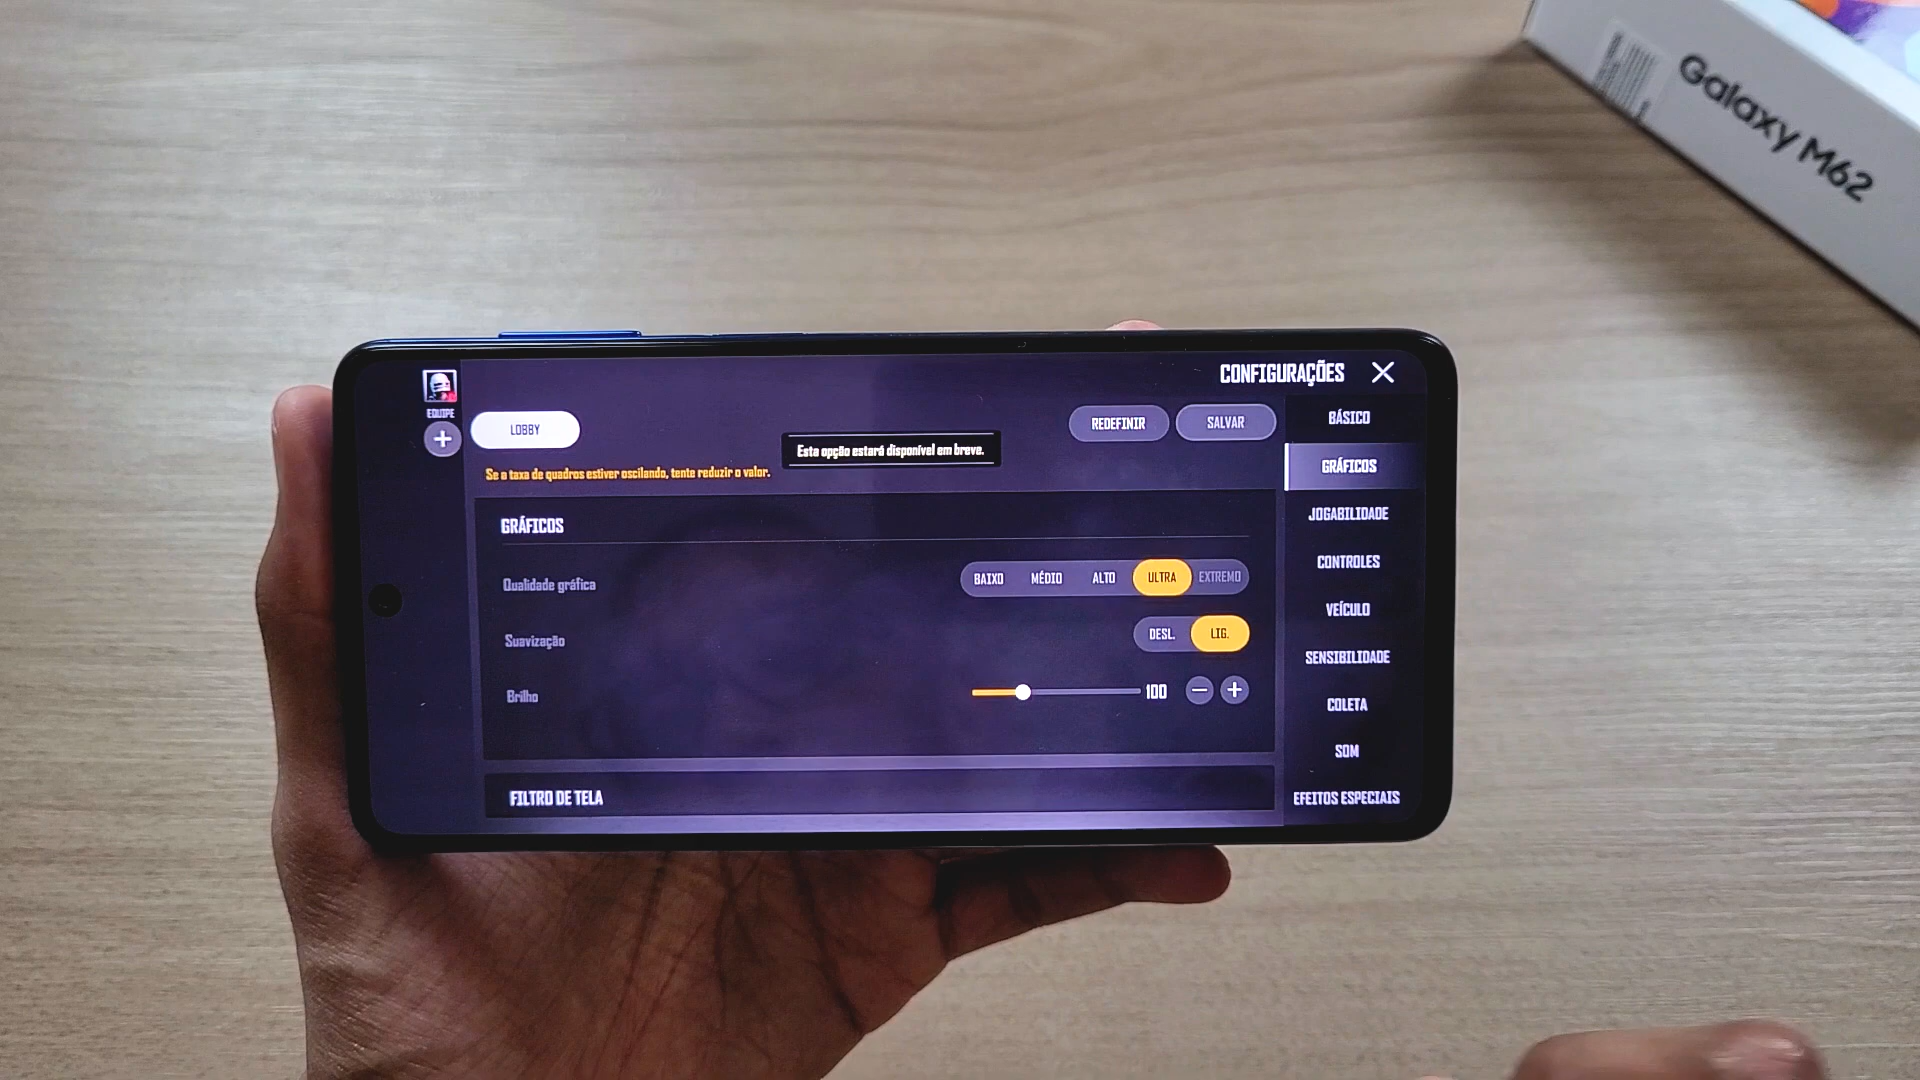 Galaxy M62
CONFIGURAÇÕES
EQUIPE
LOBBY
REDEFINIR
SALVAR
Esta opção estará disponível em breve.
Se a taxa de quadros estiver oscilando, tente reduzir o valor.
GRÁFICOS
Qualidade gráfica
BAIXO MÉDIO ALTO ULTRA EXTREMO
Suavização
DESL. LIG.
Brilho
100
FILTRO DE TELA
BÁSICO
GRÁFICOS
JOGABILIDADE
CONTROLES
VEÍCULO
SENSIBILIDADE
COLETA
SOM
EFEITOS ESPECIAIS